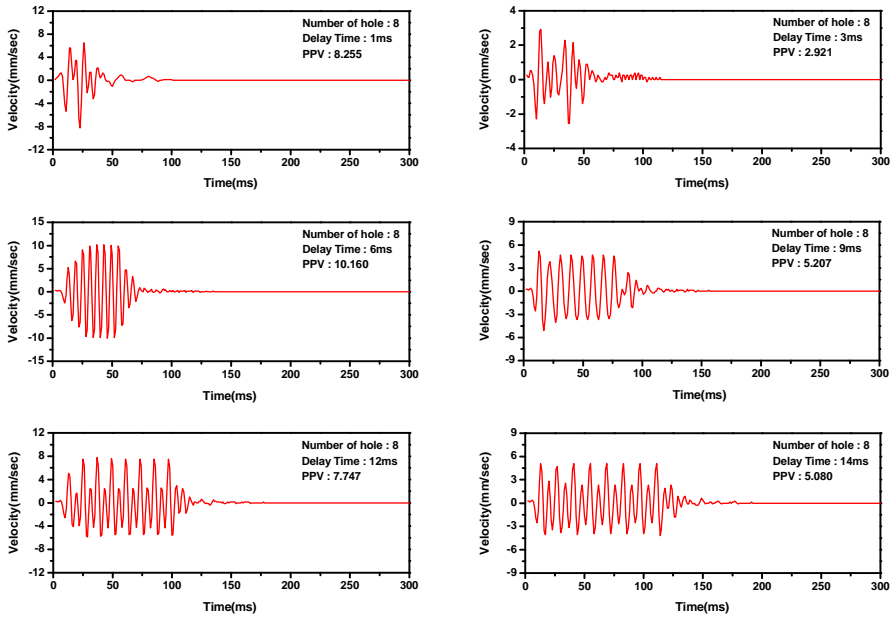 Number of hole : 8
Delay Time : 1ms
PPV : 8.255
12
8
4
0
-4
-8
-12
Velocity(mm/sec)
0 50 100 150 200 250 300
Time(ms)
Number of hole : 8
Delay Time : 3ms
PPV : 2.921
4
2
0
-2
-4
Velocity(mm/sec)
0 50 100 150 200 250 300
Time(ms)
Number of hole : 8
Delay Time : 6ms
PPV : 10.160
15
10
5
0
-5
-10
-15
Velocity(mm/sec)
0 50 100 150 200 250 300
Time(ms)
Number of hole : 8
Delay Time : 9ms
PPV : 5.207
9
6
3
0
-3
-6
-9
Velocity(mm/sec)
0 50 100 150 200 250 300
Time(ms)
Number of hole : 8
Delay Time : 12ms
PPV : 7.747
12
8
4
0
-4
-8
-12
Velocity(mm/sec)
0 50 100 150 200 250 300
Time(ms)
Number of hole : 8
Delay Time : 14ms
PPV : 5.080
9
6
3
0
-3
-6
-9
Velocity(mm/sec)
0 50 100 150 200 250 300
Time(ms)